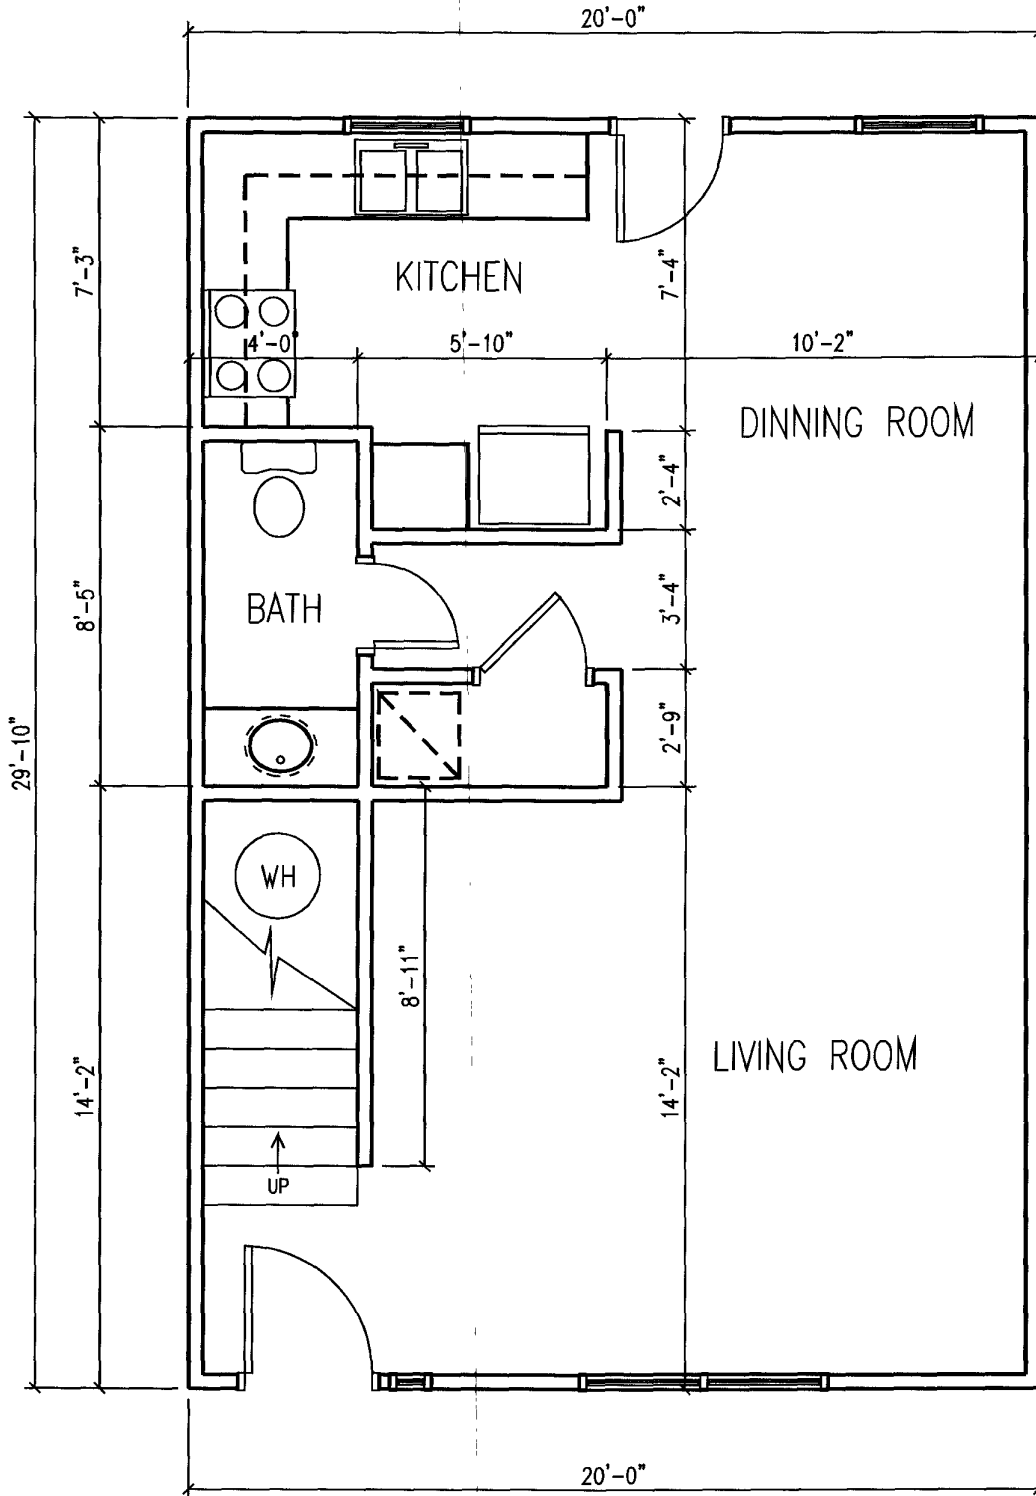 20'-0"
KITCHEN
7'-3"
7'-4"
4'-0"
5'-10"
10'-2"
DINNING ROOM
2'-4"
BATH
8'-5"
3'-4"
29'-10"
2'-9"
WH
8'-11"
LIVING ROOM
14'-2"
14'-2"
UP
20'-0"